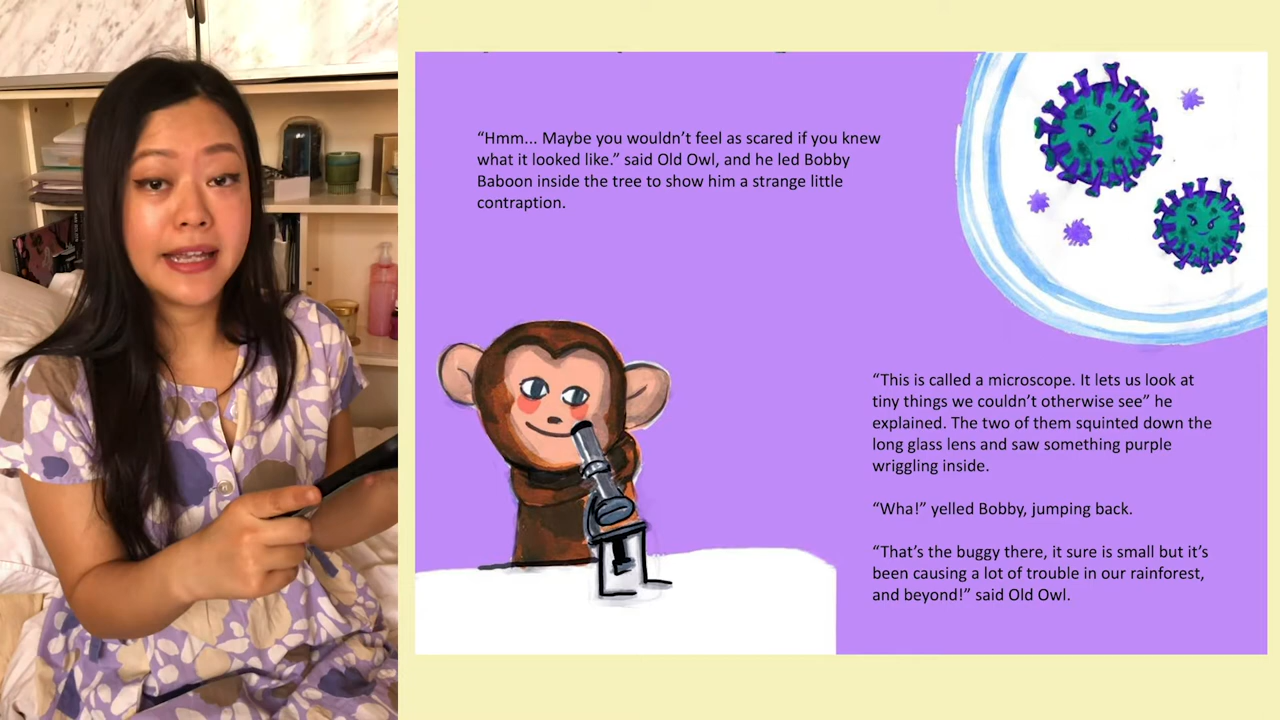 “Hmm... Maybe you wouldn’t feel as scared if you knew
what it looked like.” said Old Owl, and he led Bobby
Baboon inside the tree to show him a strange little
contraption.
“This is called a microscope. It lets us look at
tiny things we couldn’t otherwise see” he
explained. The two of them squinted down the
long glass lens and saw something purple
wriggling inside.
“Wha!” yelled Bobby, jumping back.
“That’s the buggy there, it sure is small but it’s
been causing a lot of trouble in our rainforest,
and beyond!” said Old Owl.